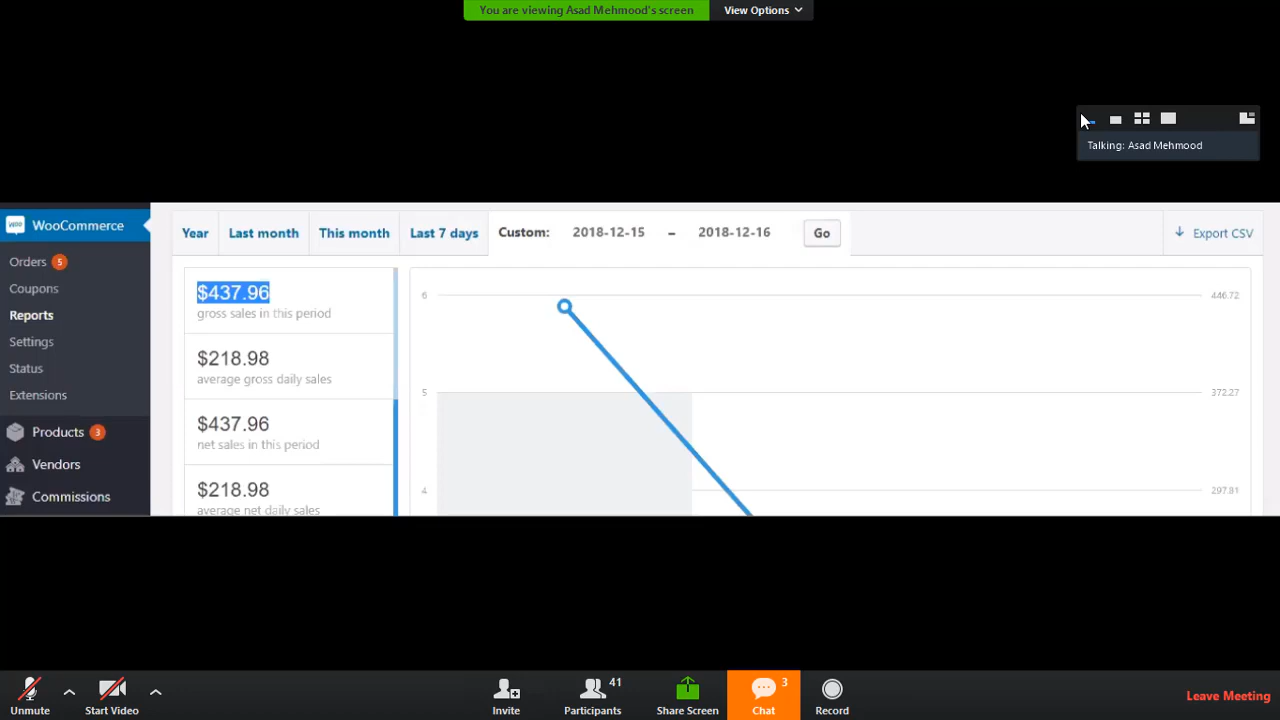 You are viewing Asad Mehmood's screen View Options
Talking: Asad Mehmood
WooCommerce
Orders 5
Coupons
Reports
Settings
Status
Extensions
Products 3
Vendors
Commissions
Year Last month This month Last 7 days Custom: 2018-12-15 – 2018-12-16 Go Export CSV
$437.96
gross sales in this period
$218.98
average gross daily sales
$437.96
net sales in this period
$218.98
average net daily sales
6 446.72
5 372.27
4 297.81
Unmute Start Video Invite Participants 41 Share Screen Chat 3 Record Leave Meeting